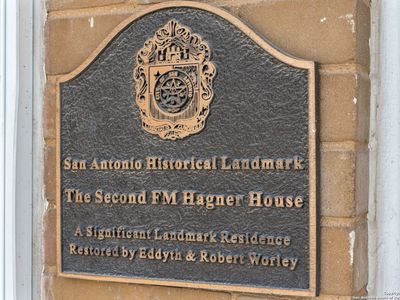 San Antonio Historical Landmark
The Second FM Hagner House
A Significant Landmark Residence
Restored by Eddyth & Robert Worley